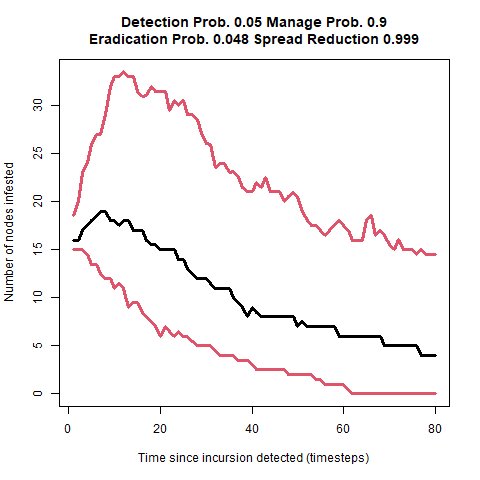 Detection Prob. 0.05 Manage Prob. 0.9
Eradication Prob. 0.048 Spread Reduction 0.999
Number of nodes infested
30
25
20
15
10
5
0
0 20 40 60 80
Time since incursion detected (timesteps)